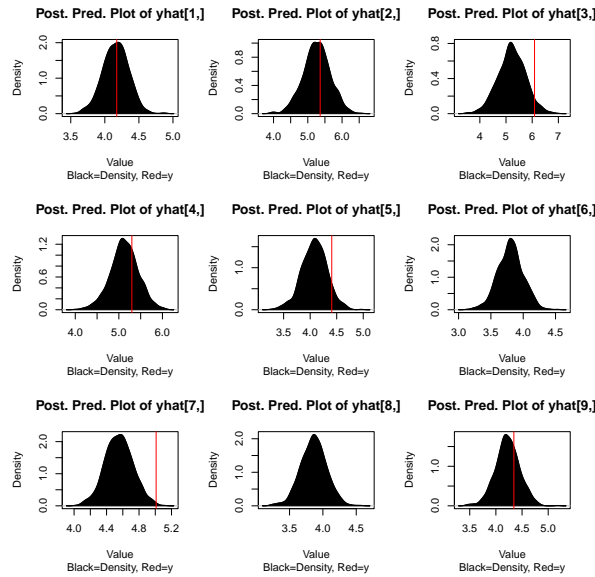 Post. Pred. Plot of yhat[1,]
Density
0.0 1.0 2.0
3.5 4.0 4.5 5.0
Value
Black=Density, Red=y
Post. Pred. Plot of yhat[2,]
Density
0.0 0.4 0.8
4.0 5.0 6.0
Value
Black=Density, Red=y
Post. Pred. Plot of yhat[3,]
Density
0.0 0.4 0.8
4 5 6 7
Value
Black=Density, Red=y
Post. Pred. Plot of yhat[4,]
Density
0.0 0.6 1.2
4.0 5.0 6.0
Value
Black=Density, Red=y
Post. Pred. Plot of yhat[5,]
Density
0.0 1.0
3.5 4.0 4.5 5.0
Value
Black=Density, Red=y
Post. Pred. Plot of yhat[6,]
Density
0.0 1.0 2.0
3.0 3.5 4.0 4.5
Value
Black=Density, Red=y
Post. Pred. Plot of yhat[7,]
Density
0.0 1.0 2.0
4.0 4.4 4.8 5.2
Value
Black=Density, Red=y
Post. Pred. Plot of yhat[8,]
Density
0.0 1.0 2.0
3.5 4.0 4.5
Value
Black=Density, Red=y
Post. Pred. Plot of yhat[9,]
Density
0.0 1.0
3.5 4.0 4.5 5.0
Value
Black=Density, Red=y